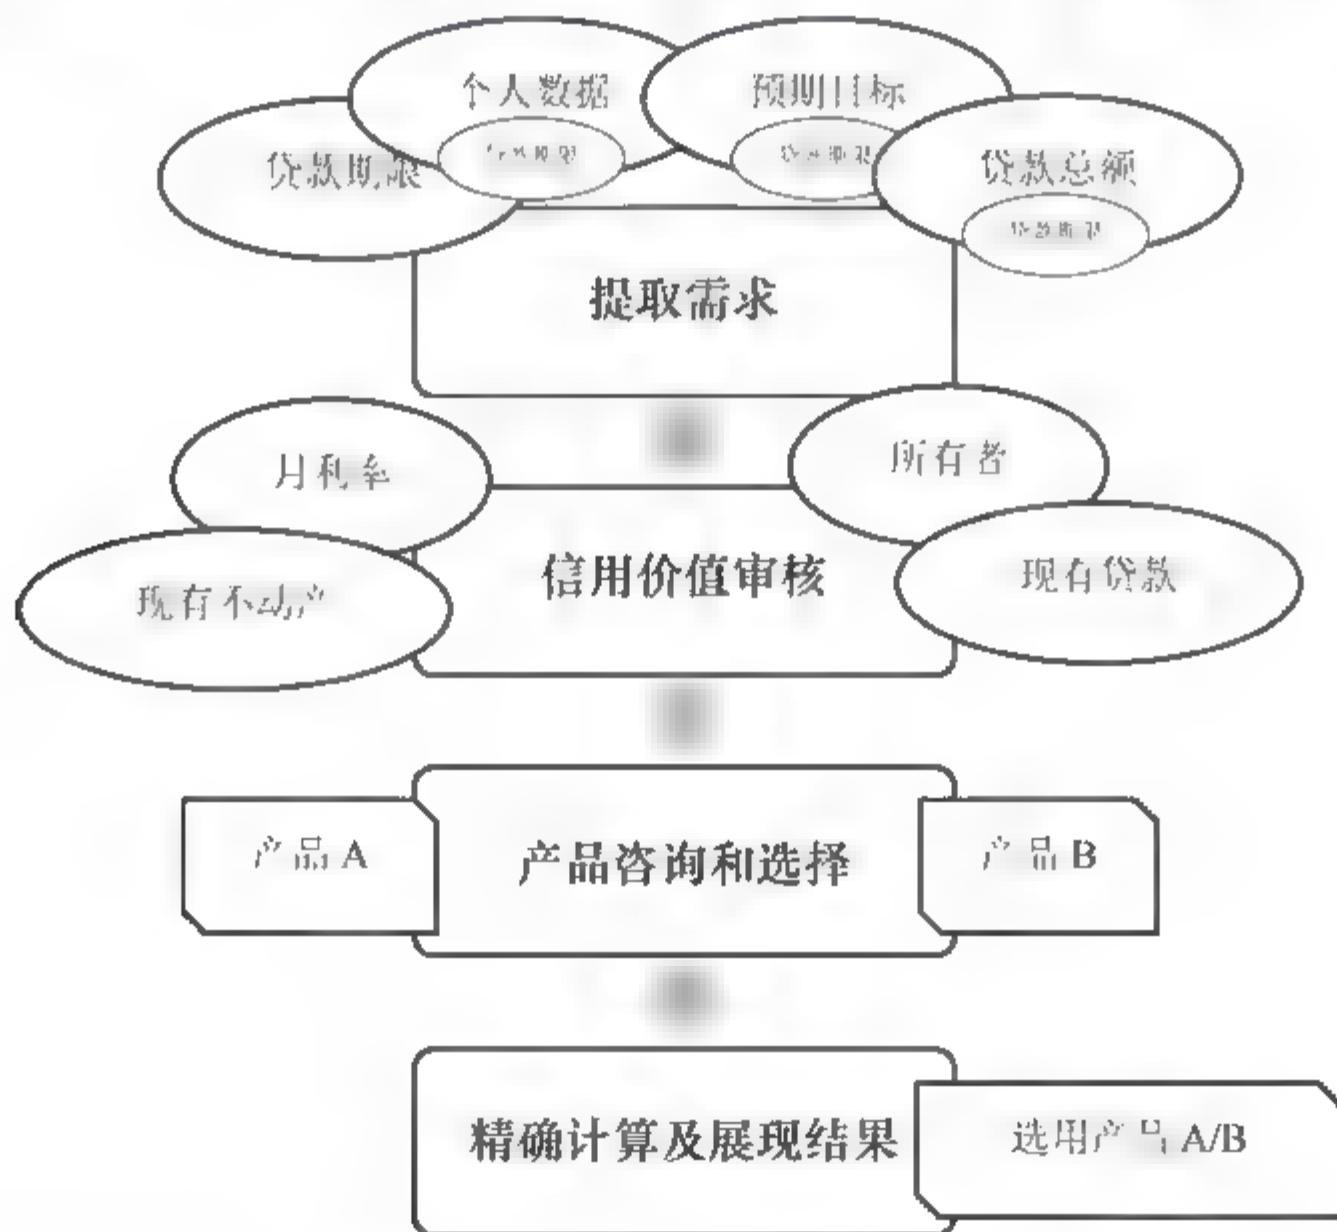 个人数据
预期目标
贷款期限
贷款总额
提取需求
月利率
所有者
信用价值审核
现有不动产
现有贷款
产品 A
产品咨询和选择
产品 B
精确计算及展现结果
选用产品 A/B